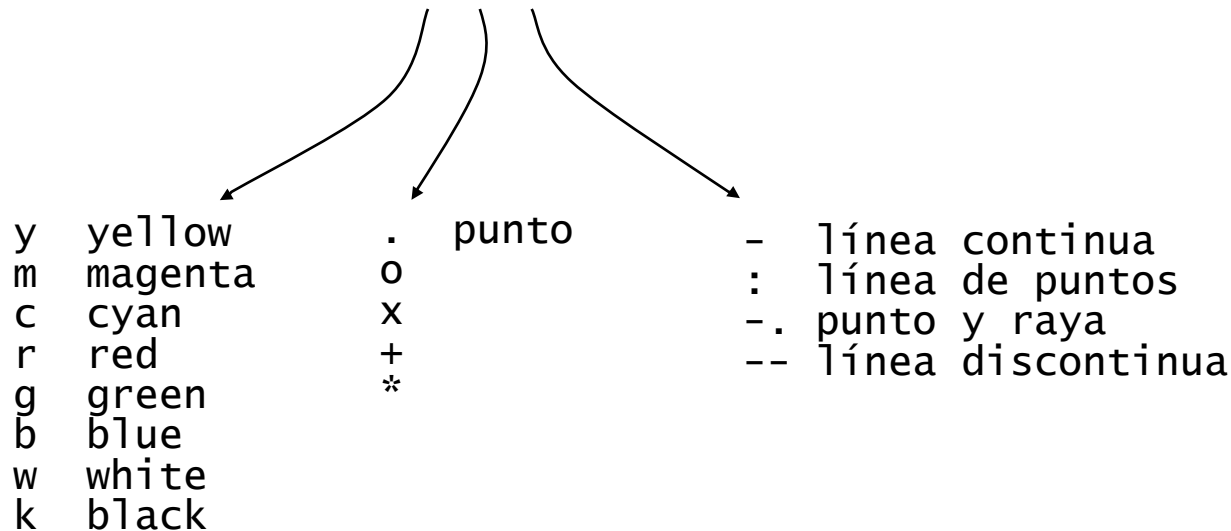 y yellow
m magenta
c cyan
r red
g green
b blue
w white
k black
. punto
o
x
+
*
- línea continua
: línea de puntos
-. punto y raya
-- línea discontinua